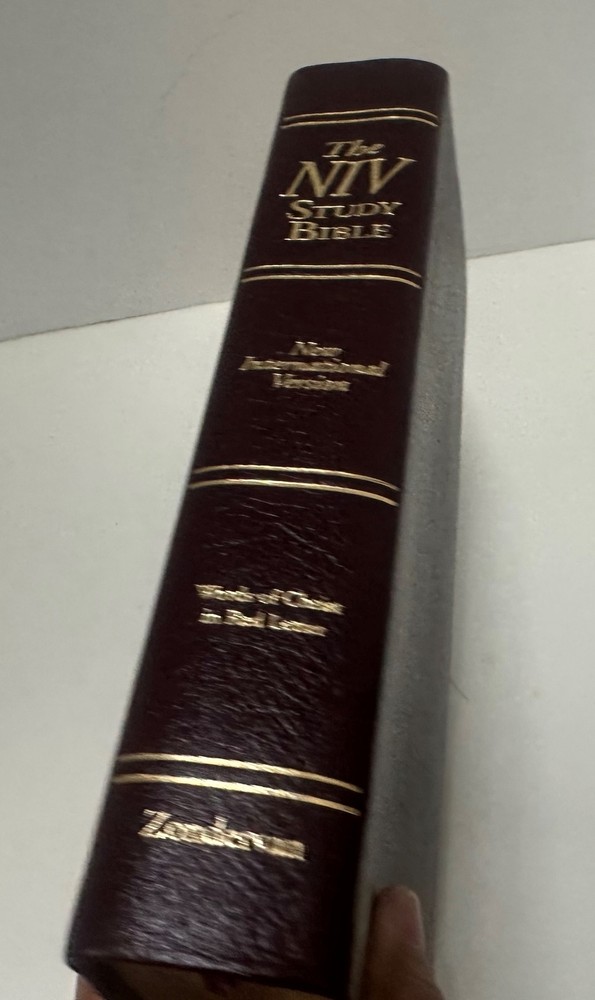 The
NIV
STUDY
BIBLE
New
International
Version
Words of Christ
in Red Letter
Zondervan